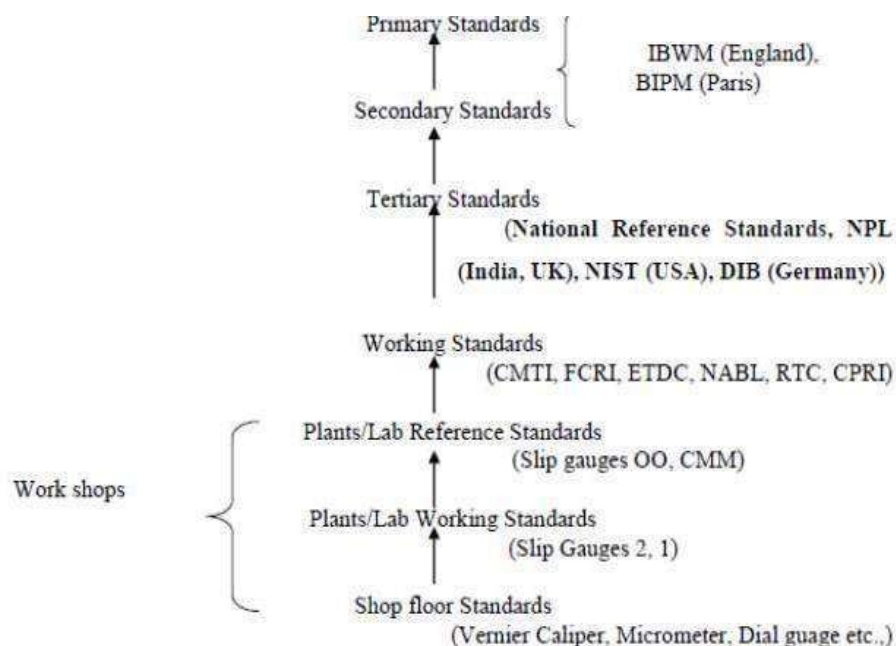 Primary Standards
IBWM (England),
BIPM (Paris)
Secondary Standards
Tertiary Standards
(National Reference Standards, NPL
(India, UK), NIST (USA), DIB (Germany))
Working Standards
(CMTI, FCRI, ETDC, NABL, RTC, CPRI)
Plants/Lab Reference Standards
(Slip gauges OO, CMM)
Work shops
Plants/Lab Working Standards
(Slip Gauges 2, 1)
Shop floor Standards
(Vernier Caliper, Micrometer, Dial guage etc.,)